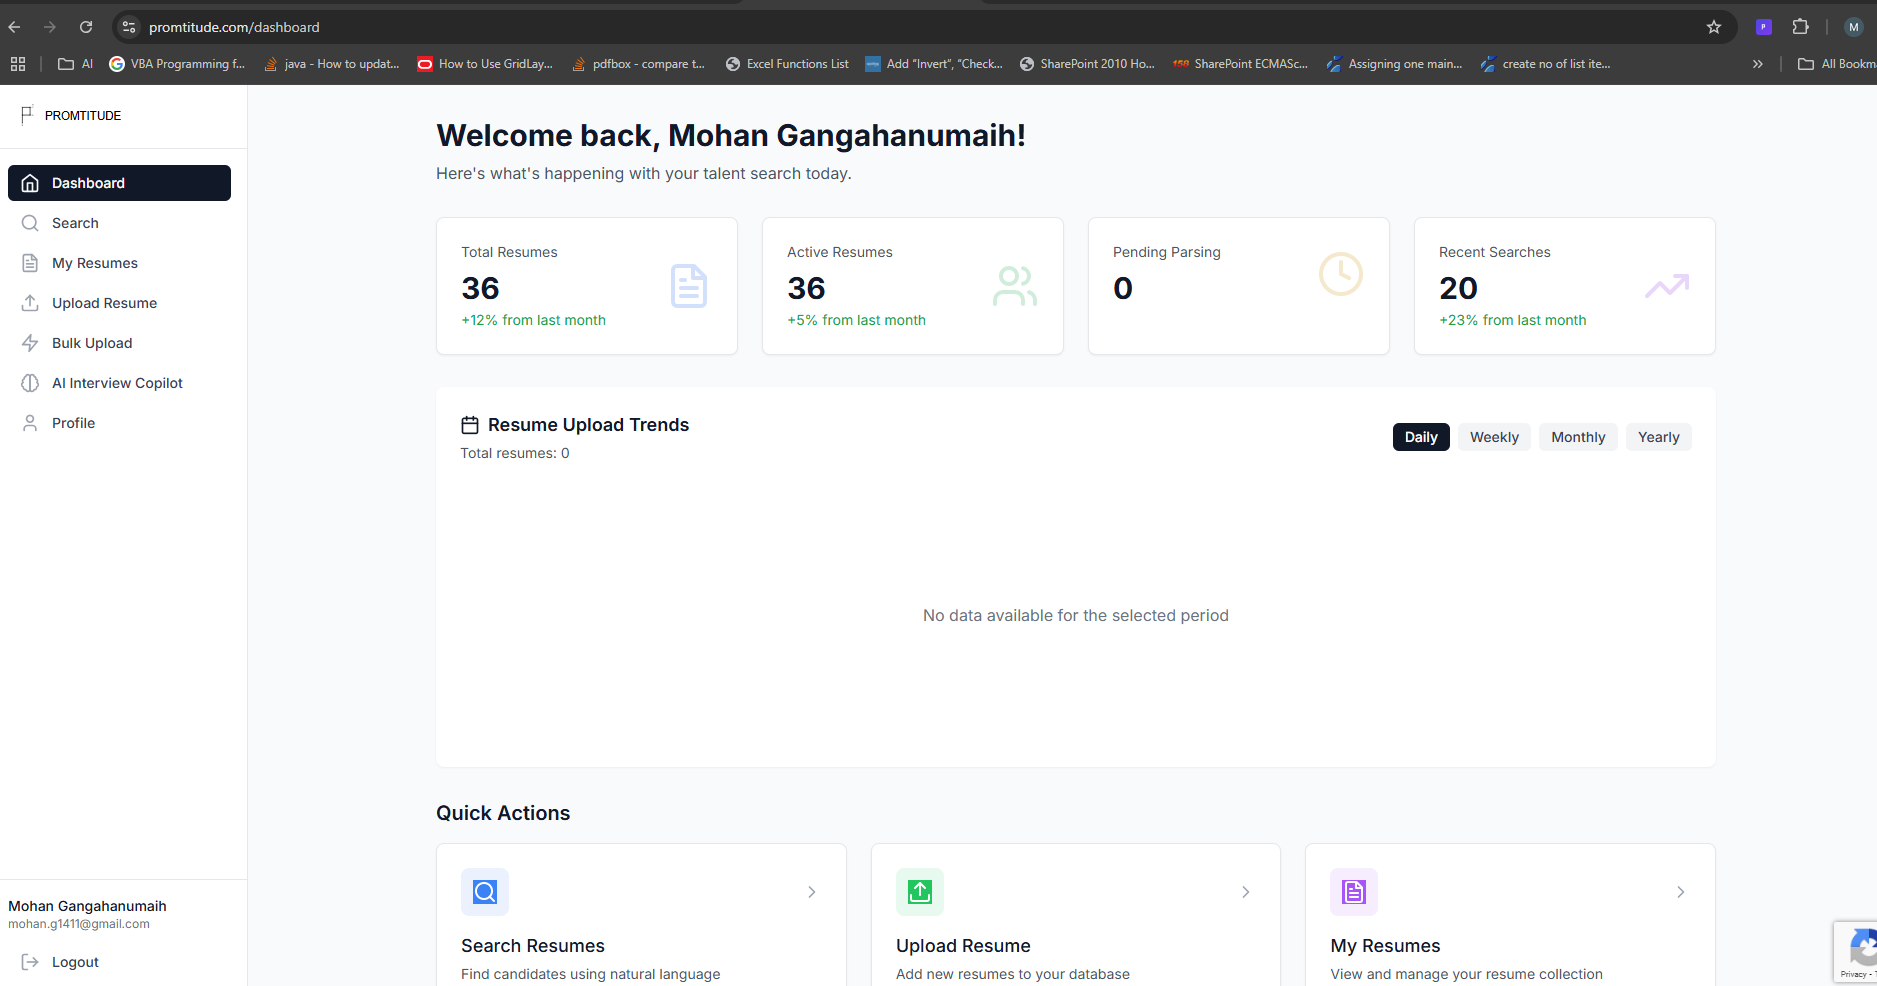 promtitude.com/dashboard
M
AI
VBA Programming f...
java - How to updat...
How to Use GridLay...
pdfbox - compare t...
Excel Functions List
Add “Invert”, “Check...
SharePoint 2010 Ho...
SharePoint ECMASc...
Assigning one main...
create no of list ite...
All Bookm
PROMTITUDE
Dashboard
Search
My Resumes
Upload Resume
Bulk Upload
AI Interview Copilot
Profile
Mohan Gangahanumaih
mohan.g1411@gmail.com
Logout
Welcome back, Mohan Gangahanumaih!
Here's what's happening with your talent search today.
Total Resumes
36
+12% from last month
Active Resumes
36
+5% from last month
Pending Parsing
0
Recent Searches
20
+23% from last month
Resume Upload Trends
Total resumes: 0
Daily
Weekly
Monthly
Yearly
No data available for the selected period
Quick Actions
Search Resumes
Find candidates using natural language
Upload Resume
Add new resumes to your database
My Resumes
View and manage your resume collection
Privacy -